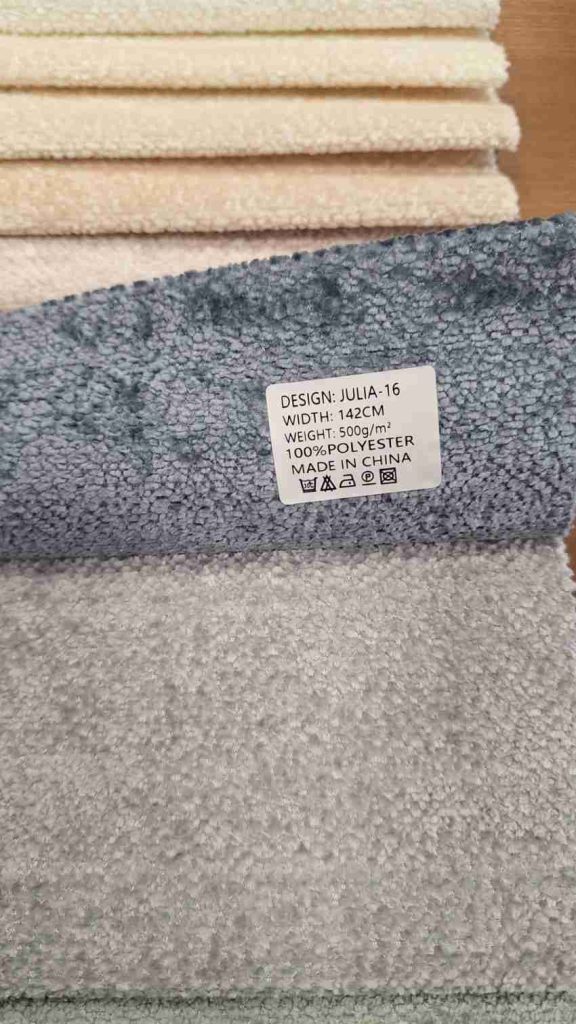 DESIGN: JULIA-16
WIDTH: 142CM
WEIGHT: 500g/m²
100%POLYESTER
MADE IN CHINA